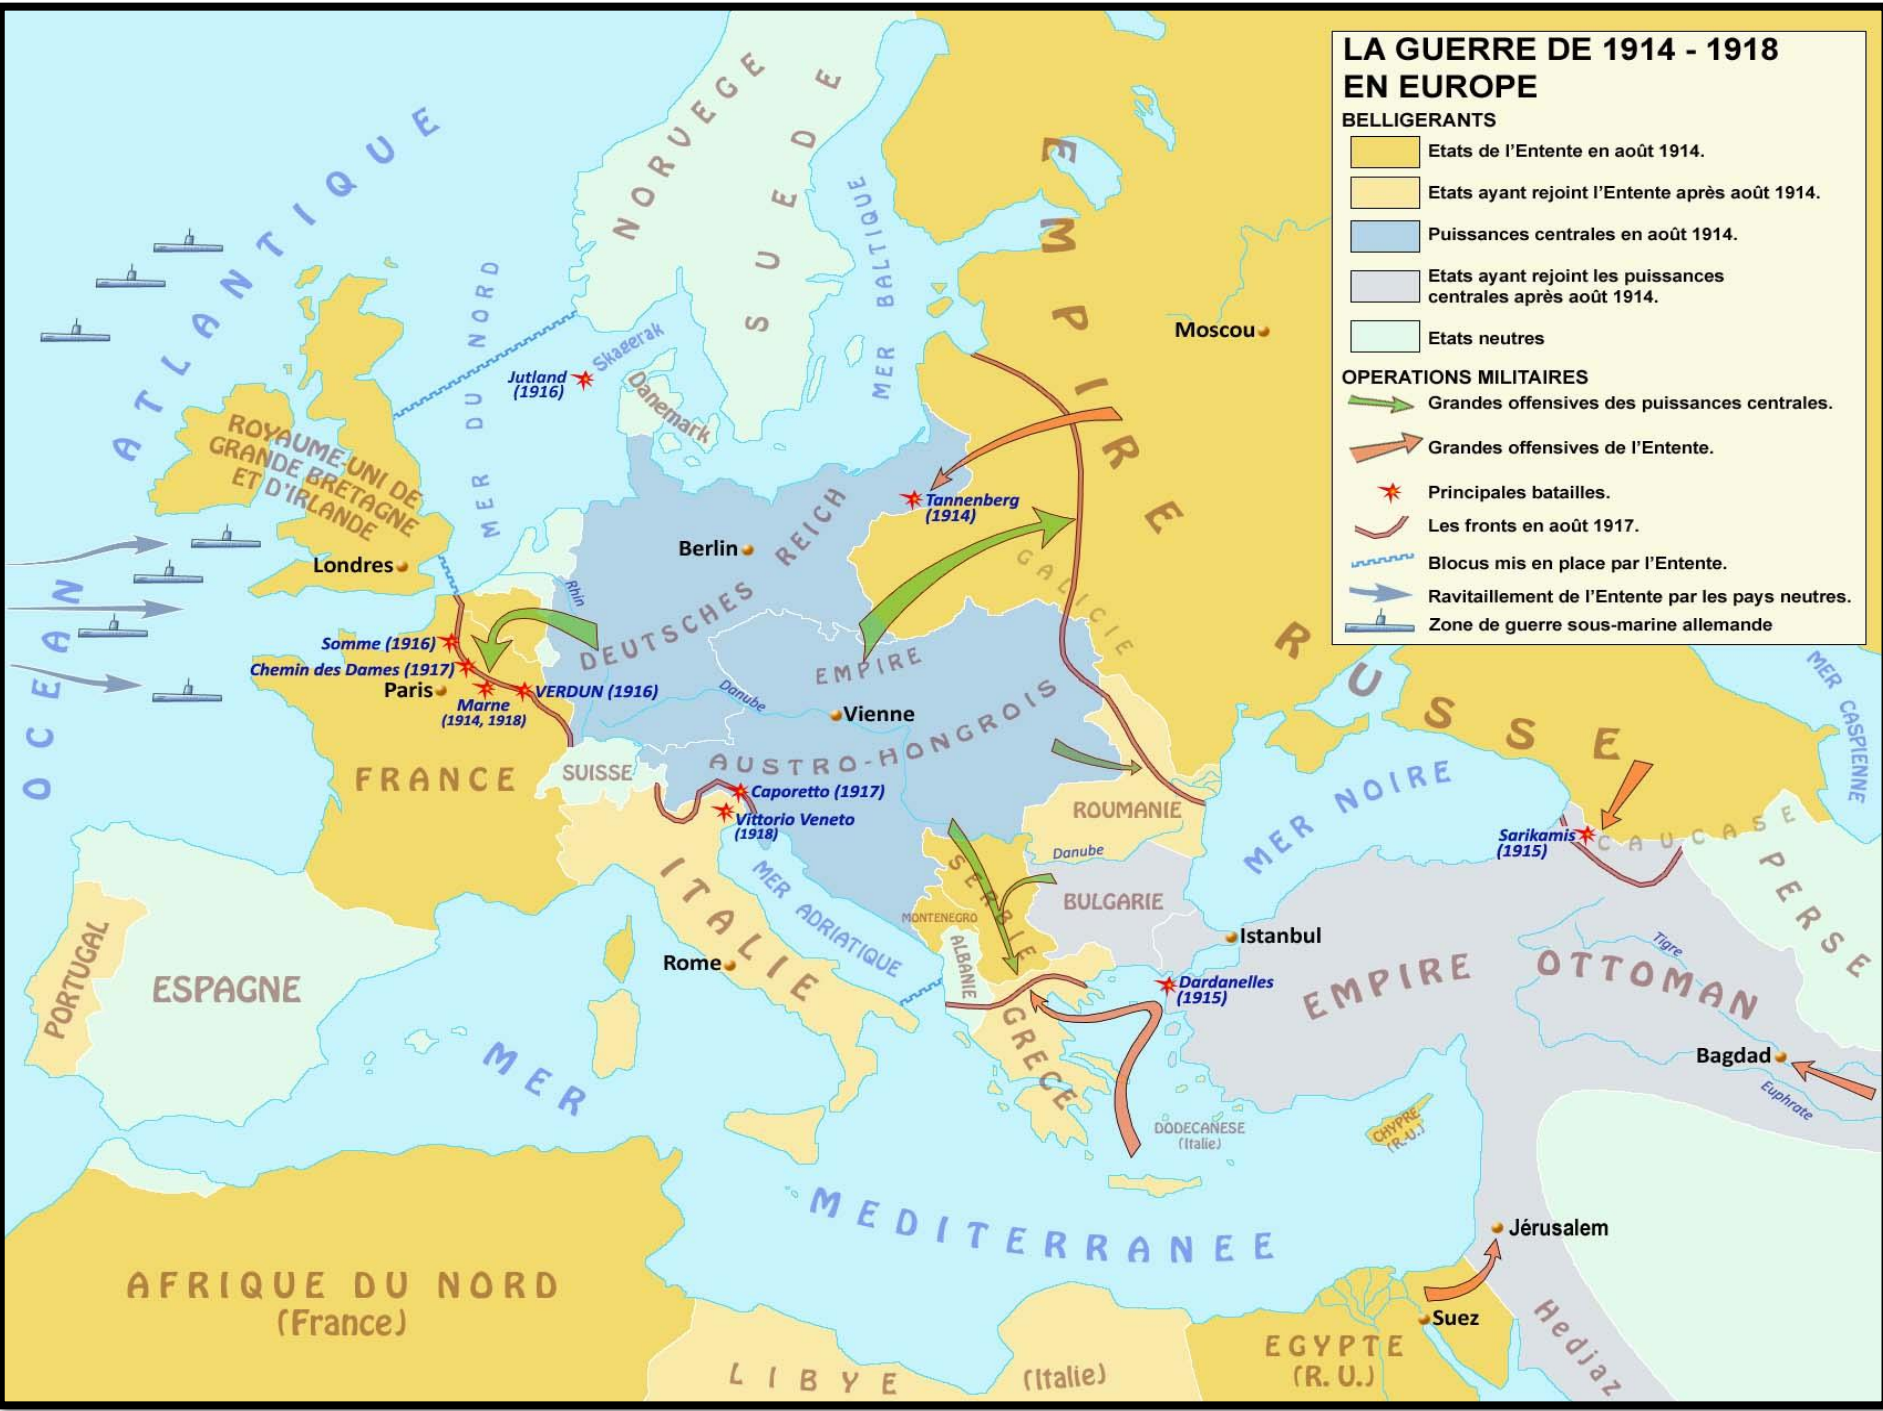 LA GUERRE DE 1914 - 1918
EN EUROPE
BELLIGERANTS
Etats de l'Entente en août 1914.
Etats ayant rejoint l'Entente après août 1914.
Puissances centrales en août 1914.
Etats ayant rejoint les puissances
centrales après août 1914.
Etats neutres
OPERATIONS MILITAIRES
Grandes offensives des puissances centrales.
Grandes offensives de l'Entente.
Principales batailles.
Les fronts en août 1917.
Blocus mis en place par l'Entente.
Ravitaillement de l'Entente par les pays neutres.
Zone de guerre sous-marine allemande
OCEAN
ATLANTIQUE
NORVEGE
SUEDE
MER BALTIQUE
MER DU NORD
EMPIRE
RUSSE
Moscou
Skagerak
Jutland
(1916)
Danemark
ROYAUME-UNI DE
GRANDE BRETAGNE
ET D'IRLANDE
Londres
Tannenberg
(1914)
Berlin
DEUTSCHES REICH
Rhin
GALICIE
Somme (1916)
Chemin des Dames (1917)
Paris
VERDUN (1916)
Marne
(1914, 1918)
EMPIRE
AUSTRO-HONGROIS
Danube
Vienne
FRANCE
SUISSE
Caporetto (1917)
Vittorio Veneto
(1918)
ROUMANIE
Danube
MER NOIRE
MER CASPIENNE
Sarikamis
(1915)
CAUCASE
PERSE
ITALIE
MER ADRIATIQUE
SERBIE
MONTENEGRO
ALBANIE
BULGARIE
Istanbul
PORTUGAL
ESPAGNE
Rome
Dardanelles
(1915)
GRECE
EMPIRE OTTOMAN
Tigre
Bagdad
Euphrate
DODECANESE
(Italie)
CHYPRE
(R.U.)
MER
MEDITERRANEE
Jérusalem
AFRIQUE DU NORD
(France)
Suez
EGYPTE
(R. U.)
Hedjaz
LIBYE (Italie)